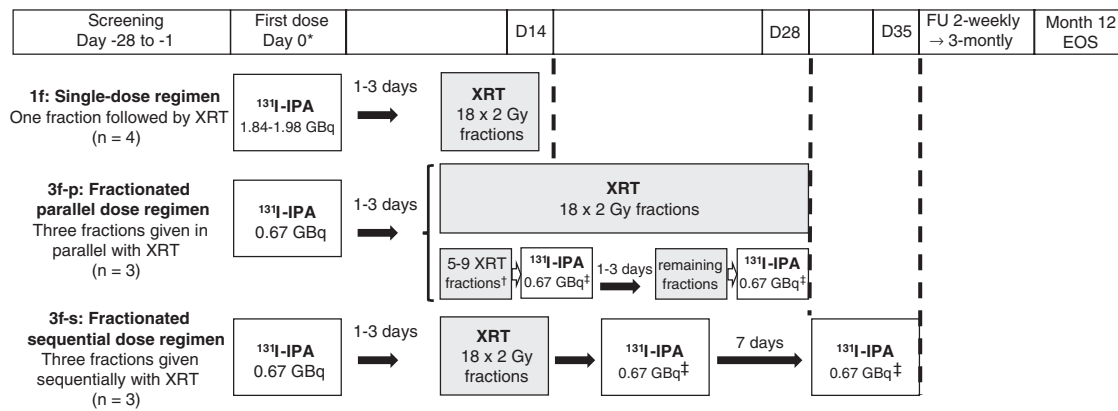 Screening
Day -28 to -1
First dose
Day 0*
D14
D28
D35
FU 2-weekly
→ 3-montly
Month 12
EOS
1f: Single-dose regimen
One fraction followed by XRT
(n = 4)
¹³¹I-IPA
1.84-1.98 GBq
1-3 days
XRT
18 x 2 Gy
fractions
3f-p: Fractionated
parallel dose regimen
Three fractions given in
parallel with XRT
(n = 3)
¹³¹I-IPA
0.67 GBq
1-3 days
XRT
18 x 2 Gy fractions
5-9 XRT
fractions†
¹³¹I-IPA
0.67 GBq‡
1-3 days
remaining
fractions
¹³¹I-IPA
0.67 GBq‡
3f-s: Fractionated
sequential dose regimen
Three fractions given
sequentially with XRT
(n = 3)
¹³¹I-IPA
0.67 GBq
1-3 days
XRT
18 x 2 Gy
fractions
¹³¹I-IPA
0.67 GBq‡
7 days
¹³¹I-IPA
0.67 GBq‡